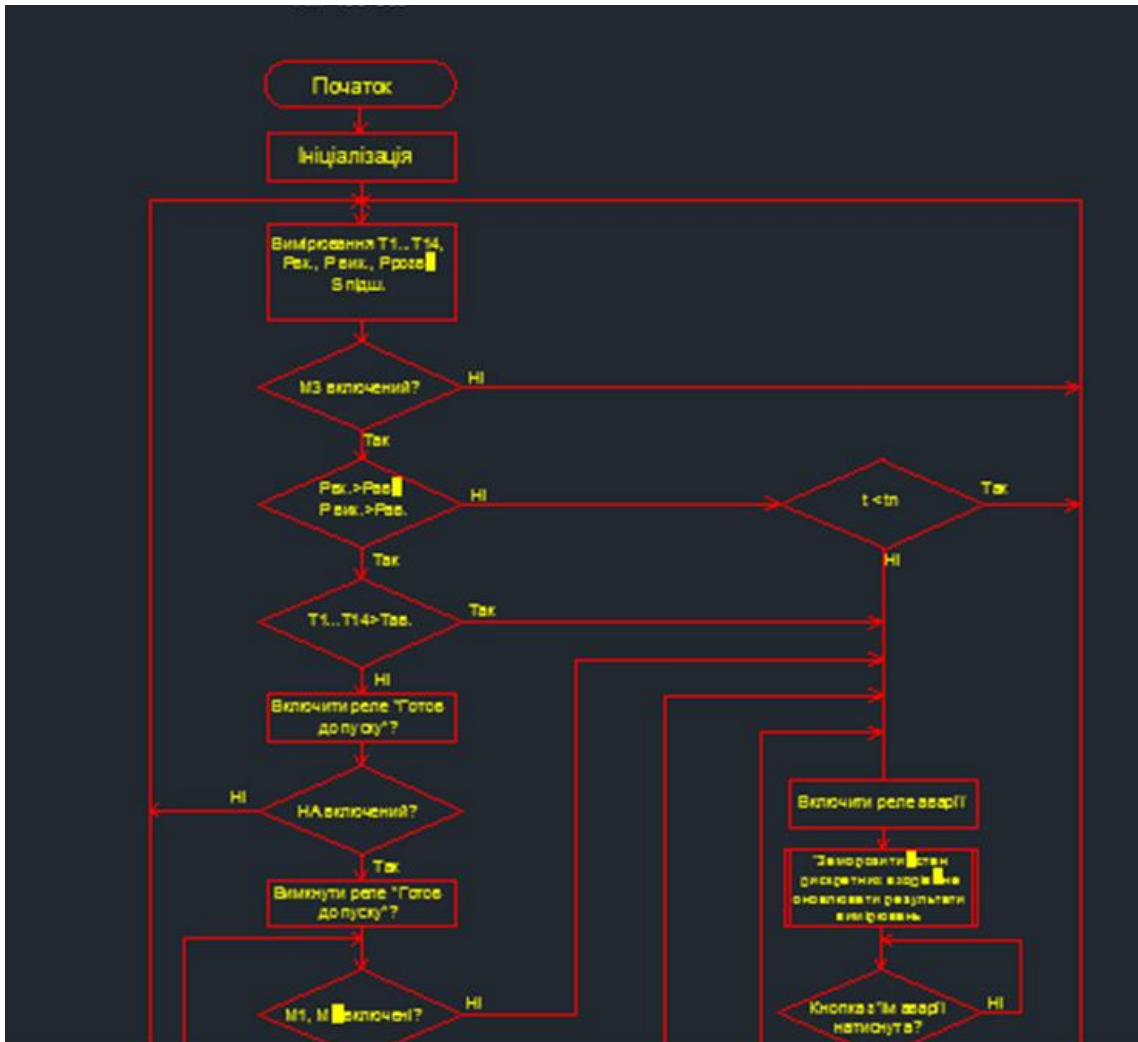 Початок
Ініціалізація
Вимірювання Т1...Т14,
Рвх., Рвих., Ррозв
S підш.
М3 включений?
НІ
Так
Рвх.>Рав
Рвих.>Рав.
НІ
t <tn
Так
НІ
Так
Т1...Т14>Тав.
Так
НІ
Включити реле "Готов
до пуску"?
НА включений?
НІ
Так
Вимкнути реле "Готов
до пуску"?
М1, М включені?
НІ
Включити реле аварії
"Заморозити стан
дискретних входів не
оновлювати результати
вимірювань
Кнопка з"їм аварії
натиснута?
НІ